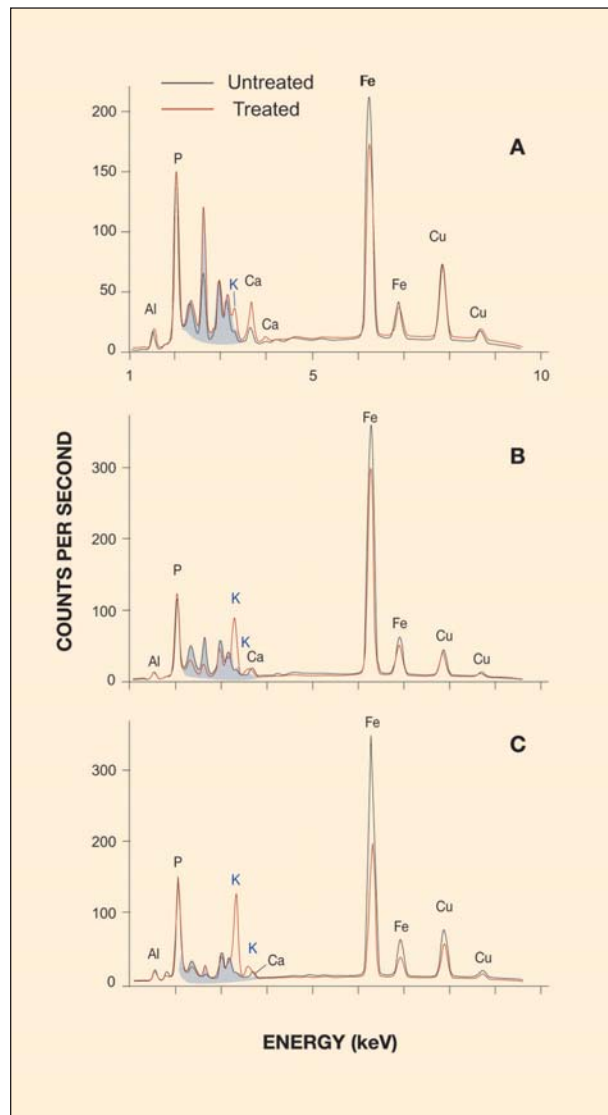 Untreated
Treated
Fe
A
200
150
100
50
0
P
Al
K
Ca
Ca
Fe
Cu
Cu
1
5
10
COUNTS PER SECOND
Fe
B
300
200
100
0
P
Al
K
K
Ca
Fe
Cu
Cu
Fe
C
300
200
100
0
P
Al
K
K
Ca
Fe
Cu
Cu
ENERGY (keV)